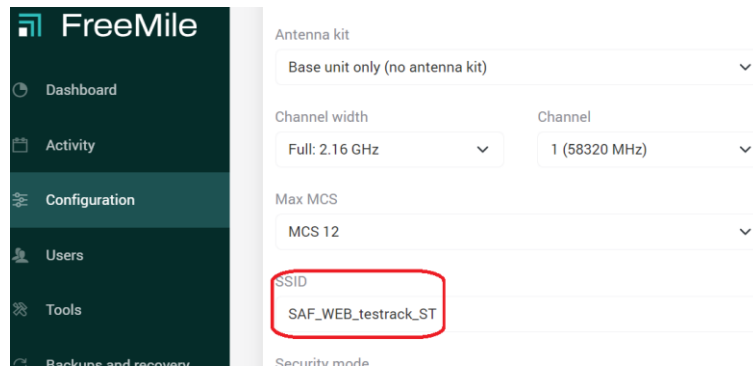 FreeMile
Dashboard
Activity
Configuration
Users
Tools
Backups and recovery
Antenna kit
Base unit only (no antenna kit)
Channel width
Channel
Full: 2.16 GHz
1 (58320 MHz)
Max MCS
MCS 12
SSID
SAF_WEB_testrack_ST
Security mode